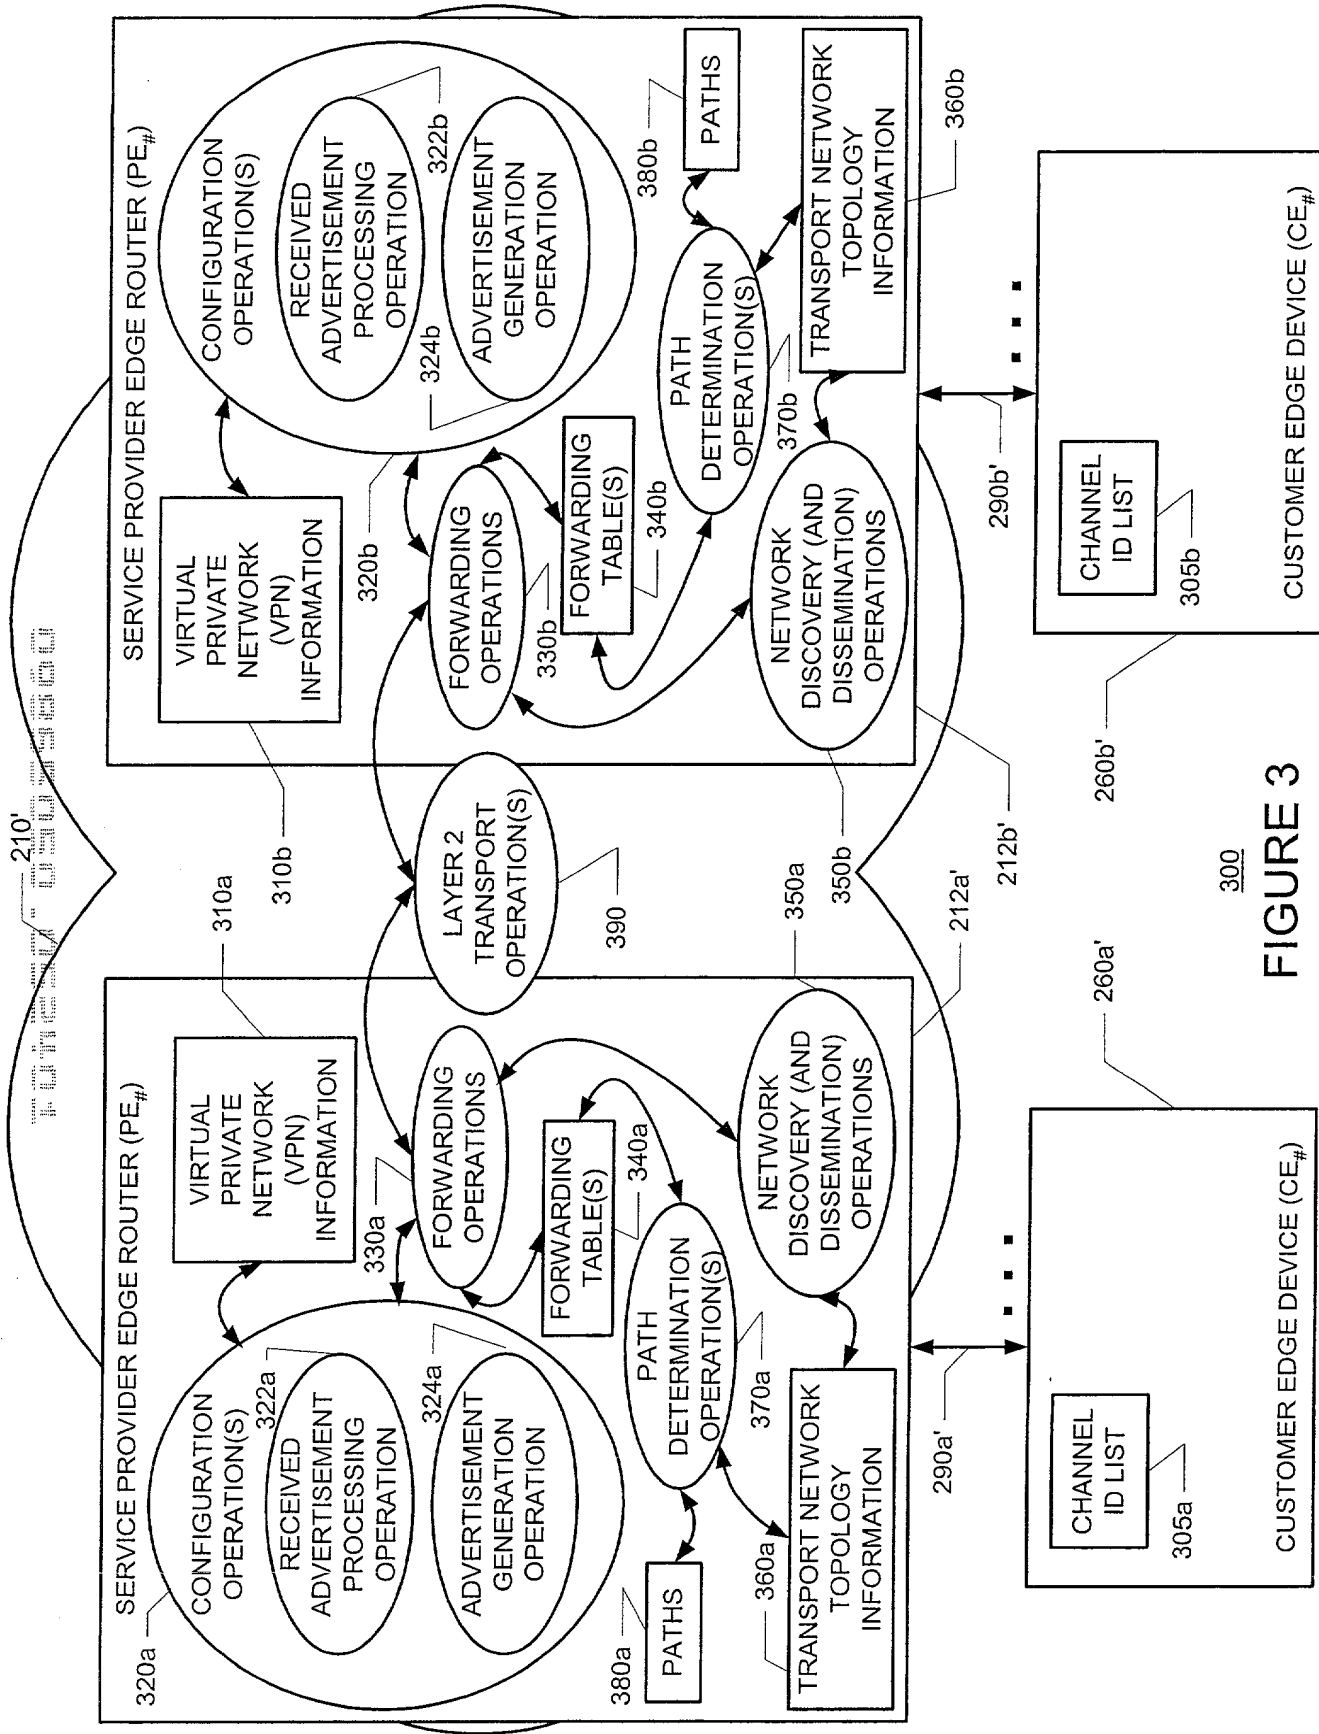 210'
SERVICE PROVIDER EDGE ROUTER (PE#)
320a
CONFIGURATION
OPERATION(S)
322a
RECEIVED
ADVERTISEMENT
PROCESSING
OPERATION
324a
ADVERTISEMENT
GENERATION
OPERATION
VIRTUAL
PRIVATE
NETWORK
(VPN)
INFORMATION
310a
330a
FORWARDING
OPERATIONS
FORWARDING
TABLE(S)
340a
380a
PATHS
PATH
DETERMINATION
OPERATION(S)
370a
360a
TRANSPORT NETWORK
TOPOLOGY
INFORMATION
NETWORK
DISCOVERY (AND
DISSEMINATION)
OPERATIONS
350a
212a'
LAYER 2
TRANSPORT
OPERATION(S)
390
SERVICE PROVIDER EDGE ROUTER (PE#)
VIRTUAL
PRIVATE
NETWORK
(VPN)
INFORMATION
310b
320b
CONFIGURATION
OPERATION(S)
RECEIVED
ADVERTISEMENT
PROCESSING
OPERATION
322b
324b
ADVERTISEMENT
GENERATION
OPERATION
FORWARDING
OPERATIONS
330b
FORWARDING
TABLE(S)
340b
380b
PATHS
PATH
DETERMINATION
OPERATION(S)
370b
NETWORK
DISCOVERY (AND
DISSEMINATION)
OPERATIONS
350b
TRANSPORT NETWORK
TOPOLOGY
INFORMATION
360b
212b'
290a'
290b'
CHANNEL
ID LIST
305a
CUSTOMER EDGE DEVICE (CE#)
260a'
CHANNEL
ID LIST
305b
CUSTOMER EDGE DEVICE (CE#)
260b'
300
FIGURE 3